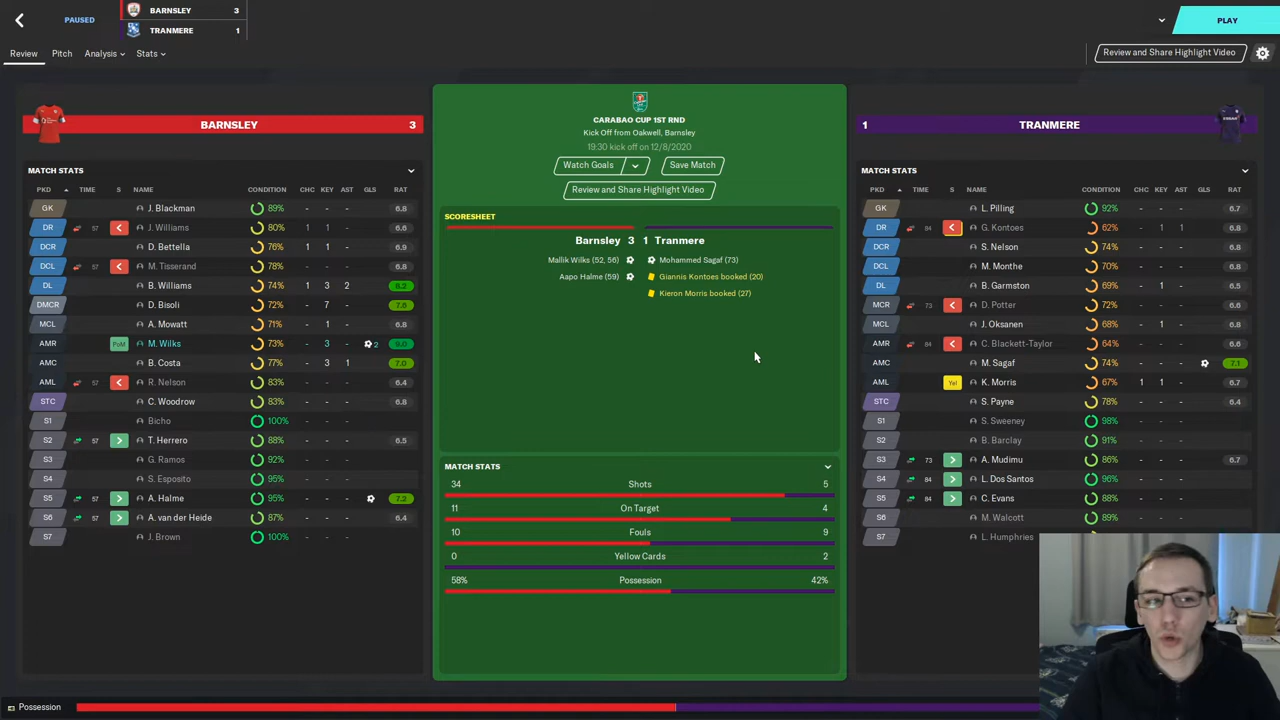 PAUSED
BARNSLEY 3
TRANMERE 1
PLAY
Review Pitch Analysis Stats
Review and Share Highlight Video
BARNSLEY 3
CARABAO CUP 1ST RND
Kick Off from Oakwell, Barnsley
19:30 kick off on 12/8/2020
Watch Goals Save Match
Review and Share Highlight Video
1 TRANMERE
MATCH STATS
PKD TIME S NAME CONDITION CHC KEY AST GLS RAT
GK J. Blackman 89% - - - 6.8
DR 57 J. Williams 80% 1 1 - 6.6
DCR D. Bettella 76% 1 1 - 6.9
DCL 57 M. Tisserand 78% - - - 6.8
DL B. Williams 74% 1 3 2 8.2
DMCR D. Bisoli 72% - 7 - 7.6
MCL A. Mowatt 71% - 1 - 6.8
AMR PoM M. Wilks 73% - 3 - 2 9.0
AMC B. Costa 77% - 3 1 7.0
AML 57 R. Nelson 83% - - - 6.4
STC C. Woodrow 83% - - - 6.8
S1 Bicho 100% - - -
S2 57 T. Herrero 88% - - - 6.5
S3 G. Ramos 92% - - -
S4 S. Esposito 95% - - -
S5 57 A. Halme 95% - - - 7.2
S6 57 A. van der Heide 87% - - - 6.4
S7 J. Brown 100% - - -
SCORESHEET
Barnsley 3 1 Tranmere
Mallik Wilks (52, 56) Mohammed Sagaf (73)
Aapo Halme (59) Giannis Kontoes booked (20)
Kieron Morris booked (27)
MATCH STATS
34 Shots 5
11 On Target 4
10 Fouls 9
0 Yellow Cards 2
58% Possession 42%
MATCH STATS
PKD TIME S NAME CONDITION CHC KEY AST GLS RAT
GK L. Pilling 92% - - - 6.7
DR 84 G. Kontoes 62% - 1 1 6.8
DCR S. Nelson 74% - - - 6.8
DCL M. Monthe 70% - - - 6.8
DL B. Garmston 69% - 1 - 6.5
MCR 73 D. Potter 72% - - - 6.6
MCL J. Oksanen 68% - 1 - 6.8
AMR 84 C. Blackett-Taylor 64% - - - 6.6
AMC M. Sagaf 74% - - - 7.1
AML Yel K. Morris 67% 1 1 - 6.7
STC S. Payne 78% - - - 6.4
S1 S. Sweeney 98% - - -
S2 B. Barclay 91% - - -
S3 73 A. Mudimu 86% - - - 6.7
S4 84 L. Dos Santos 96% - - -
S5 84 C. Evans 88% - - -
S6 M. Walcott 89% - - -
S7 L. Humphries
Possession